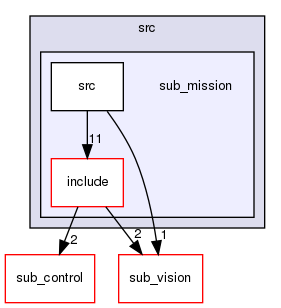 src
src
sub_mission
11
include
2
2
1
sub_control
sub_vision